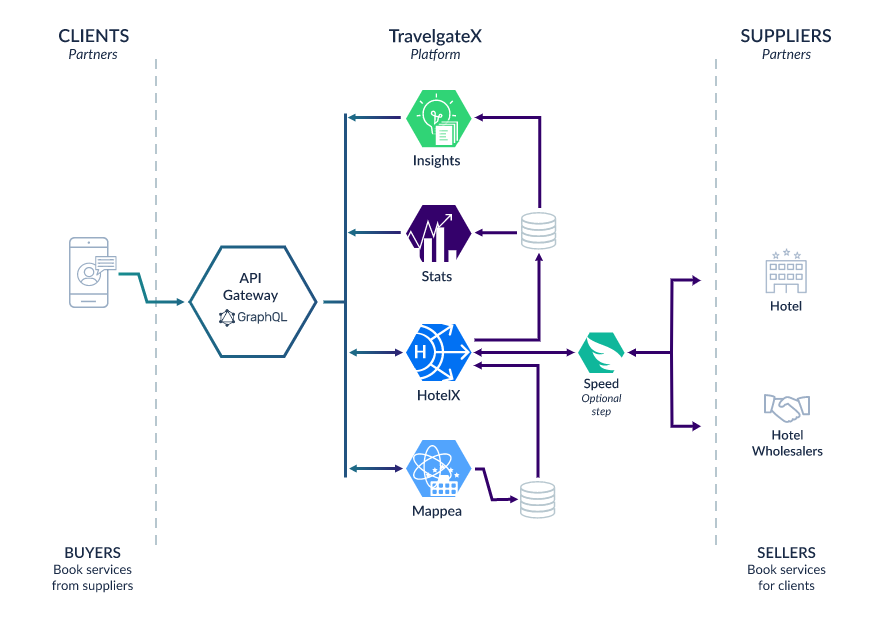 CLIENTS
Partners
TravelgateX
Platform
SUPPLIERS
Partners
Insights
Stats
API
Gateway
GraphQL
Hotel
H
HotelX
Speed
Optional
step
Hotel
Wholesalers
Mappea
BUYERS
Book services
from suppliers
SELLERS
Book services
for clients